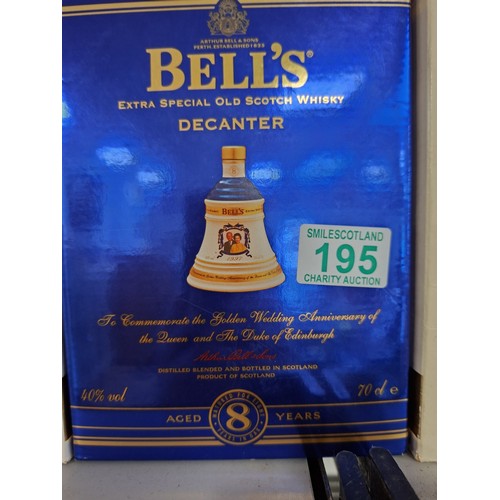 DECANTER
ARTHUR BELL & SONS
PERTH, ESTABLISHED 1825
BELL'S®
EXTRA SPECIAL OLD SCOTCH WHISKY
DECANTER
BELL'S
SMILESCOTLAND
195
CHARITY AUCTION
To Commemorate the Golden Wedding Anniversary of
the Queen and The Duke of Edinburgh
DISTILLED BLENDED AND BOTTLED IN SCOTLAND
PRODUCT OF SCOTLAND
40% vol
70 cl e
AGED 8 YEARS